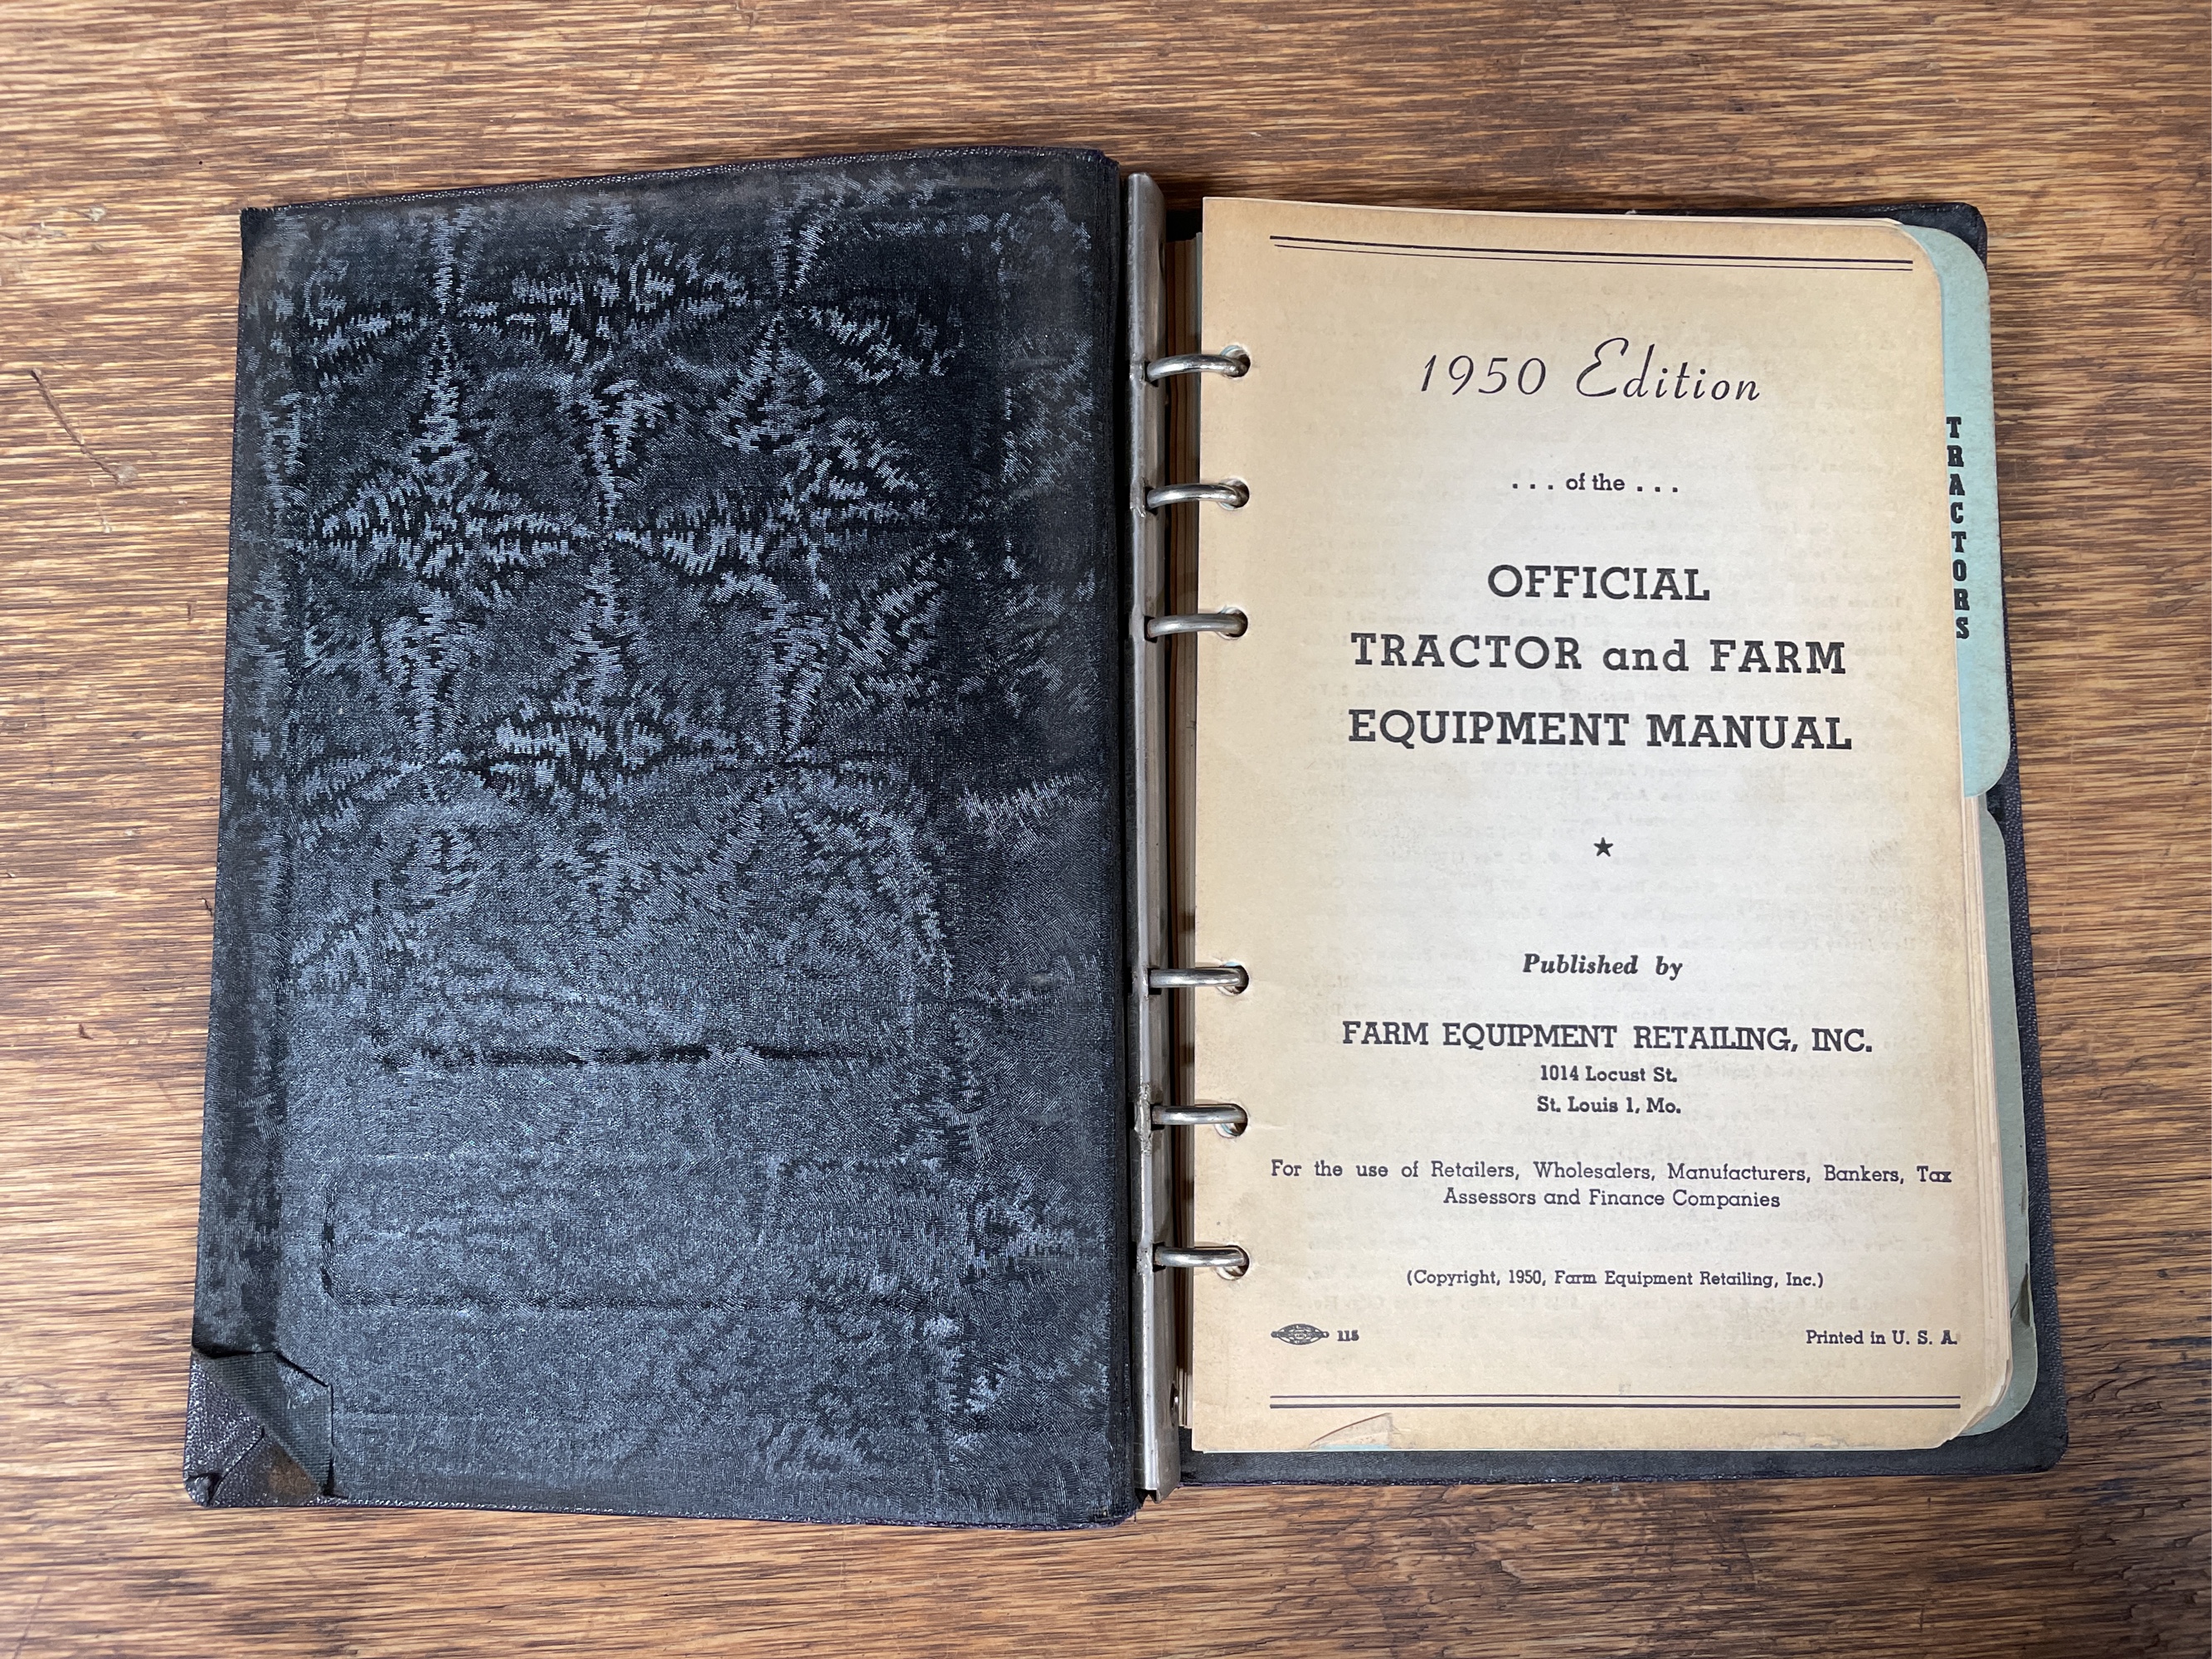 1950 Edition
. . . of the . . .
OFFICIAL
TRACTOR and FARM
EQUIPMENT MANUAL
★
Published by
FARM EQUIPMENT RETAILING, INC.
1014 Locust St.
St. Louis 1, Mo.
For the use of Retailers, Wholesalers, Manufacturers, Bankers, Tax
Assessors and Finance Companies
(Copyright, 1950, Farm Equipment Retailing, Inc.)
115
Printed in U. S. A.
TRACTORS